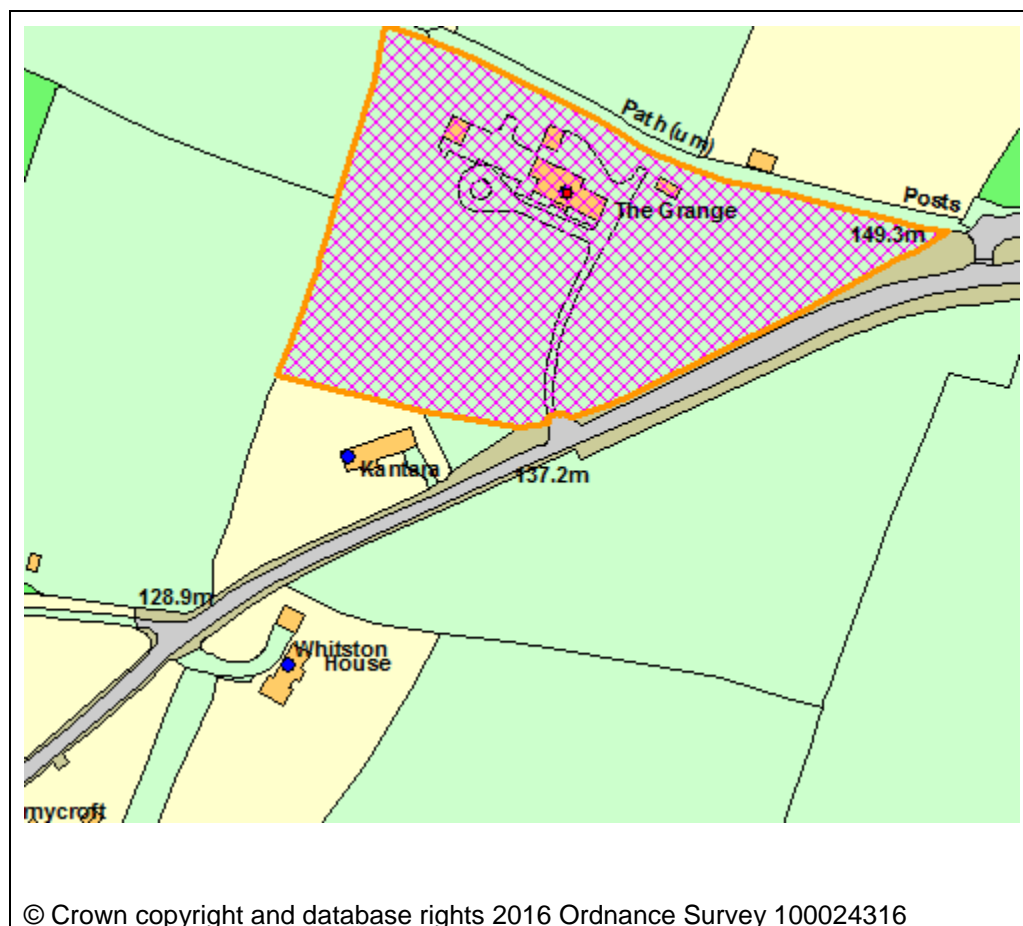 Path (u m)
Posts
The Grange
149.3m
Kantara
137.2m
128.9m
Whitston
House
mycroft
© Crown copyright and database rights 2016 Ordnance Survey 100024316